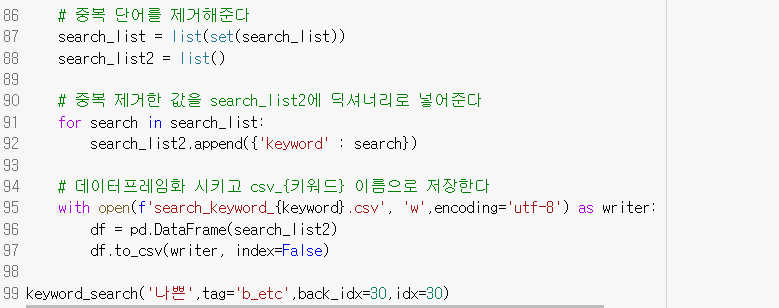 86 # 중복 단어를 제거해준다
87 search_list = list(set(search_list))
88 search_list2 = list()
89
90 # 중복 제거한 값을 search_list2에 딕셔너리로 넣어준다
91 for search in search_list:
92 search_list2.append({'keyword' : search})
93
94 # 데이터프레임화 시키고 csv_{키워드} 이름으로 저장한다
95 with open(f'search_keyword_{keyword}.csv', 'w',encoding='utf-8') as writer:
96 df = pd.DataFrame(search_list2)
97 df.to_csv(writer, index=False)
98
99 keyword_search('나쁜',tag='b_etc',back_idx=30,idx=30)